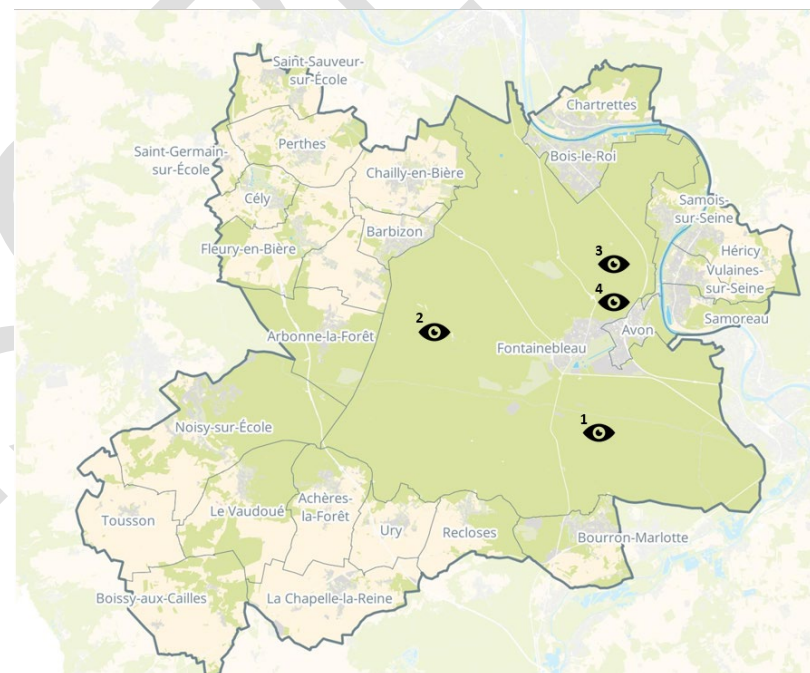 Saint-Sauveur-
sur-École
Chartrettes
Perthes
Saint-Germain-
sur-École
Bois-le-Roi
Chailly-en-Bière
Cély
Samois-
sur-Seine
Barbizon
Fleury-en-Bière
Héricy
3
Vulaines-
sur-Seine
4
2
Samoreau
Avon
Arbonne-la-Forêt
Fontainebleau
1
Noisy-sur-École
Achères-
la-Forêt
Le Vaudoué
Tousson
Ury
Recloses
Bourron-Marlotte
Boissy-aux-Cailles
La Chapelle-la-Reine